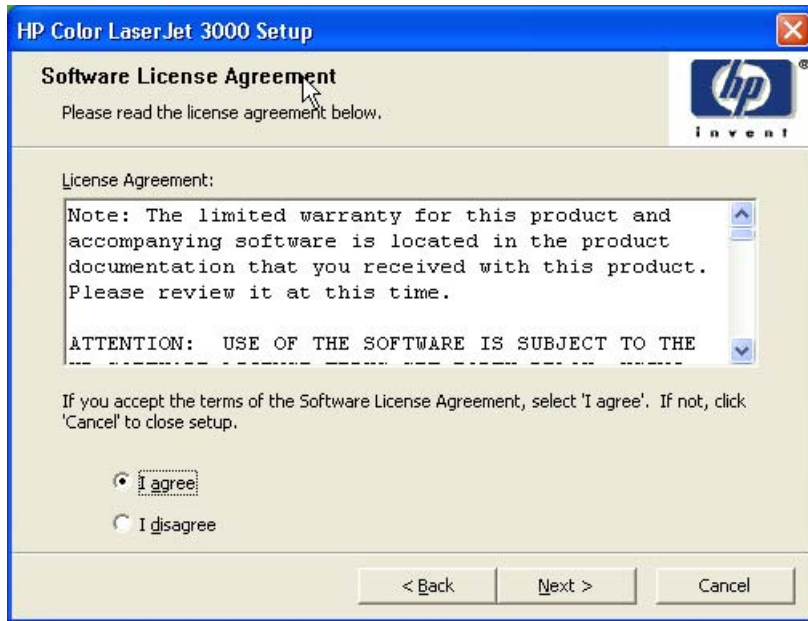 HP Color LaserJet 3000 Setup
Software License Agreement
Please read the license agreement below.
hp
®
invent
License Agreement:
Note: The limited warranty for this product and
accompanying software is located in the product
documentation that you received with this product.
Please review it at this time.
ATTENTION:  USE OF THE SOFTWARE IS SUBJECT TO THE
If you accept the terms of the Software License Agreement, select 'I agree'. If not, click
'Cancel' to close setup.
I agree
I disagree
< Back
Next >
Cancel